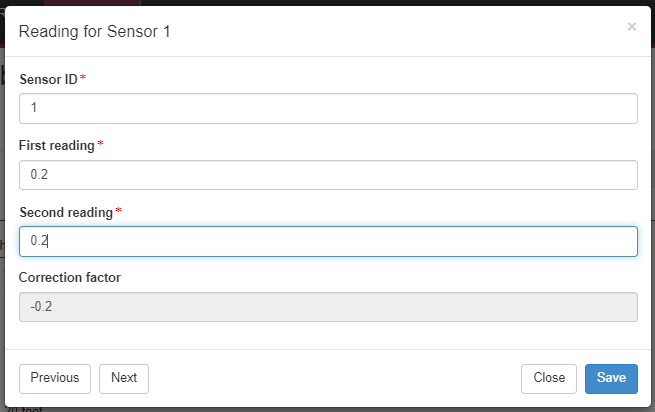 Reading for Sensor 1
×
Sensor ID*
1
First reading*
0.2
Second reading*
0.2
Correction factor
-0.2
Previous
Next
Close
Save